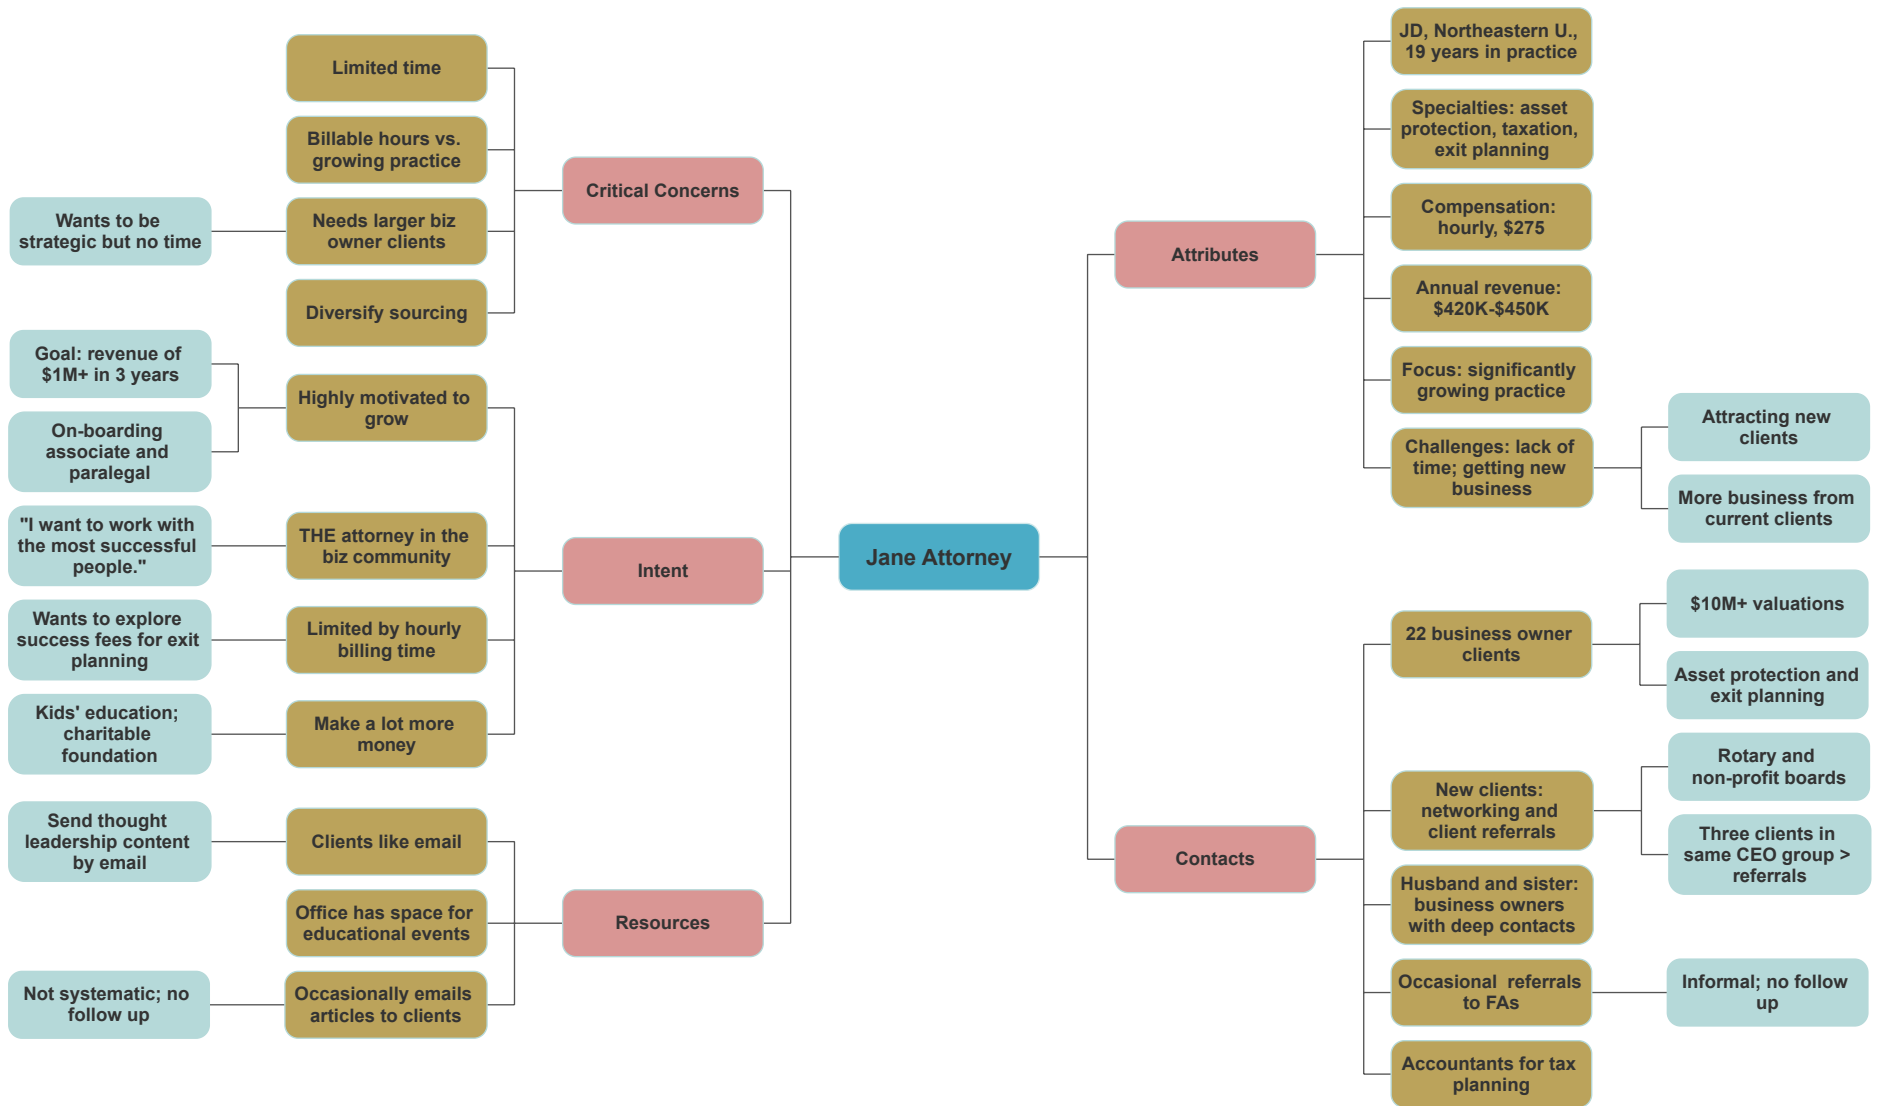 Jane Attorney
Critical Concerns
Limited time
Billable hours vs.
growing practice
Needs larger biz
owner clients
Wants to be
strategic but no time
Diversify sourcing
Intent
Highly motivated to
grow
Goal: revenue of
$1M+ in 3 years
On-boarding
associate and
paralegal
THE attorney in the
biz community
"I want to work with
the most successful
people."
Limited by hourly
billing time
Wants to explore
success fees for exit
planning
Make a lot more
money
Kids' education;
charitable
foundation
Resources
Clients like email
Send thought
leadership content
by email
Office has space for
educational events
Occasionally emails
articles to clients
Not systematic; no
follow up
Attributes
JD, Northeastern U.,
19 years in practice
Specialties: asset
protection, taxation,
exit planning
Compensation:
hourly, $275
Annual revenue:
$420K-$450K
Focus: significantly
growing practice
Challenges: lack of
time; getting new
business
Attracting new
clients
More business from
current clients
Contacts
22 business owner
clients
$10M+ valuations
Asset protection and
exit planning
New clients:
networking and
client referrals
Rotary and
non-profit boards
Three clients in
same CEO group >
referrals
Husband and sister:
business owners
with deep contacts
Occasional  referrals
to FAs
Informal; no follow
up
Accountants for tax
planning